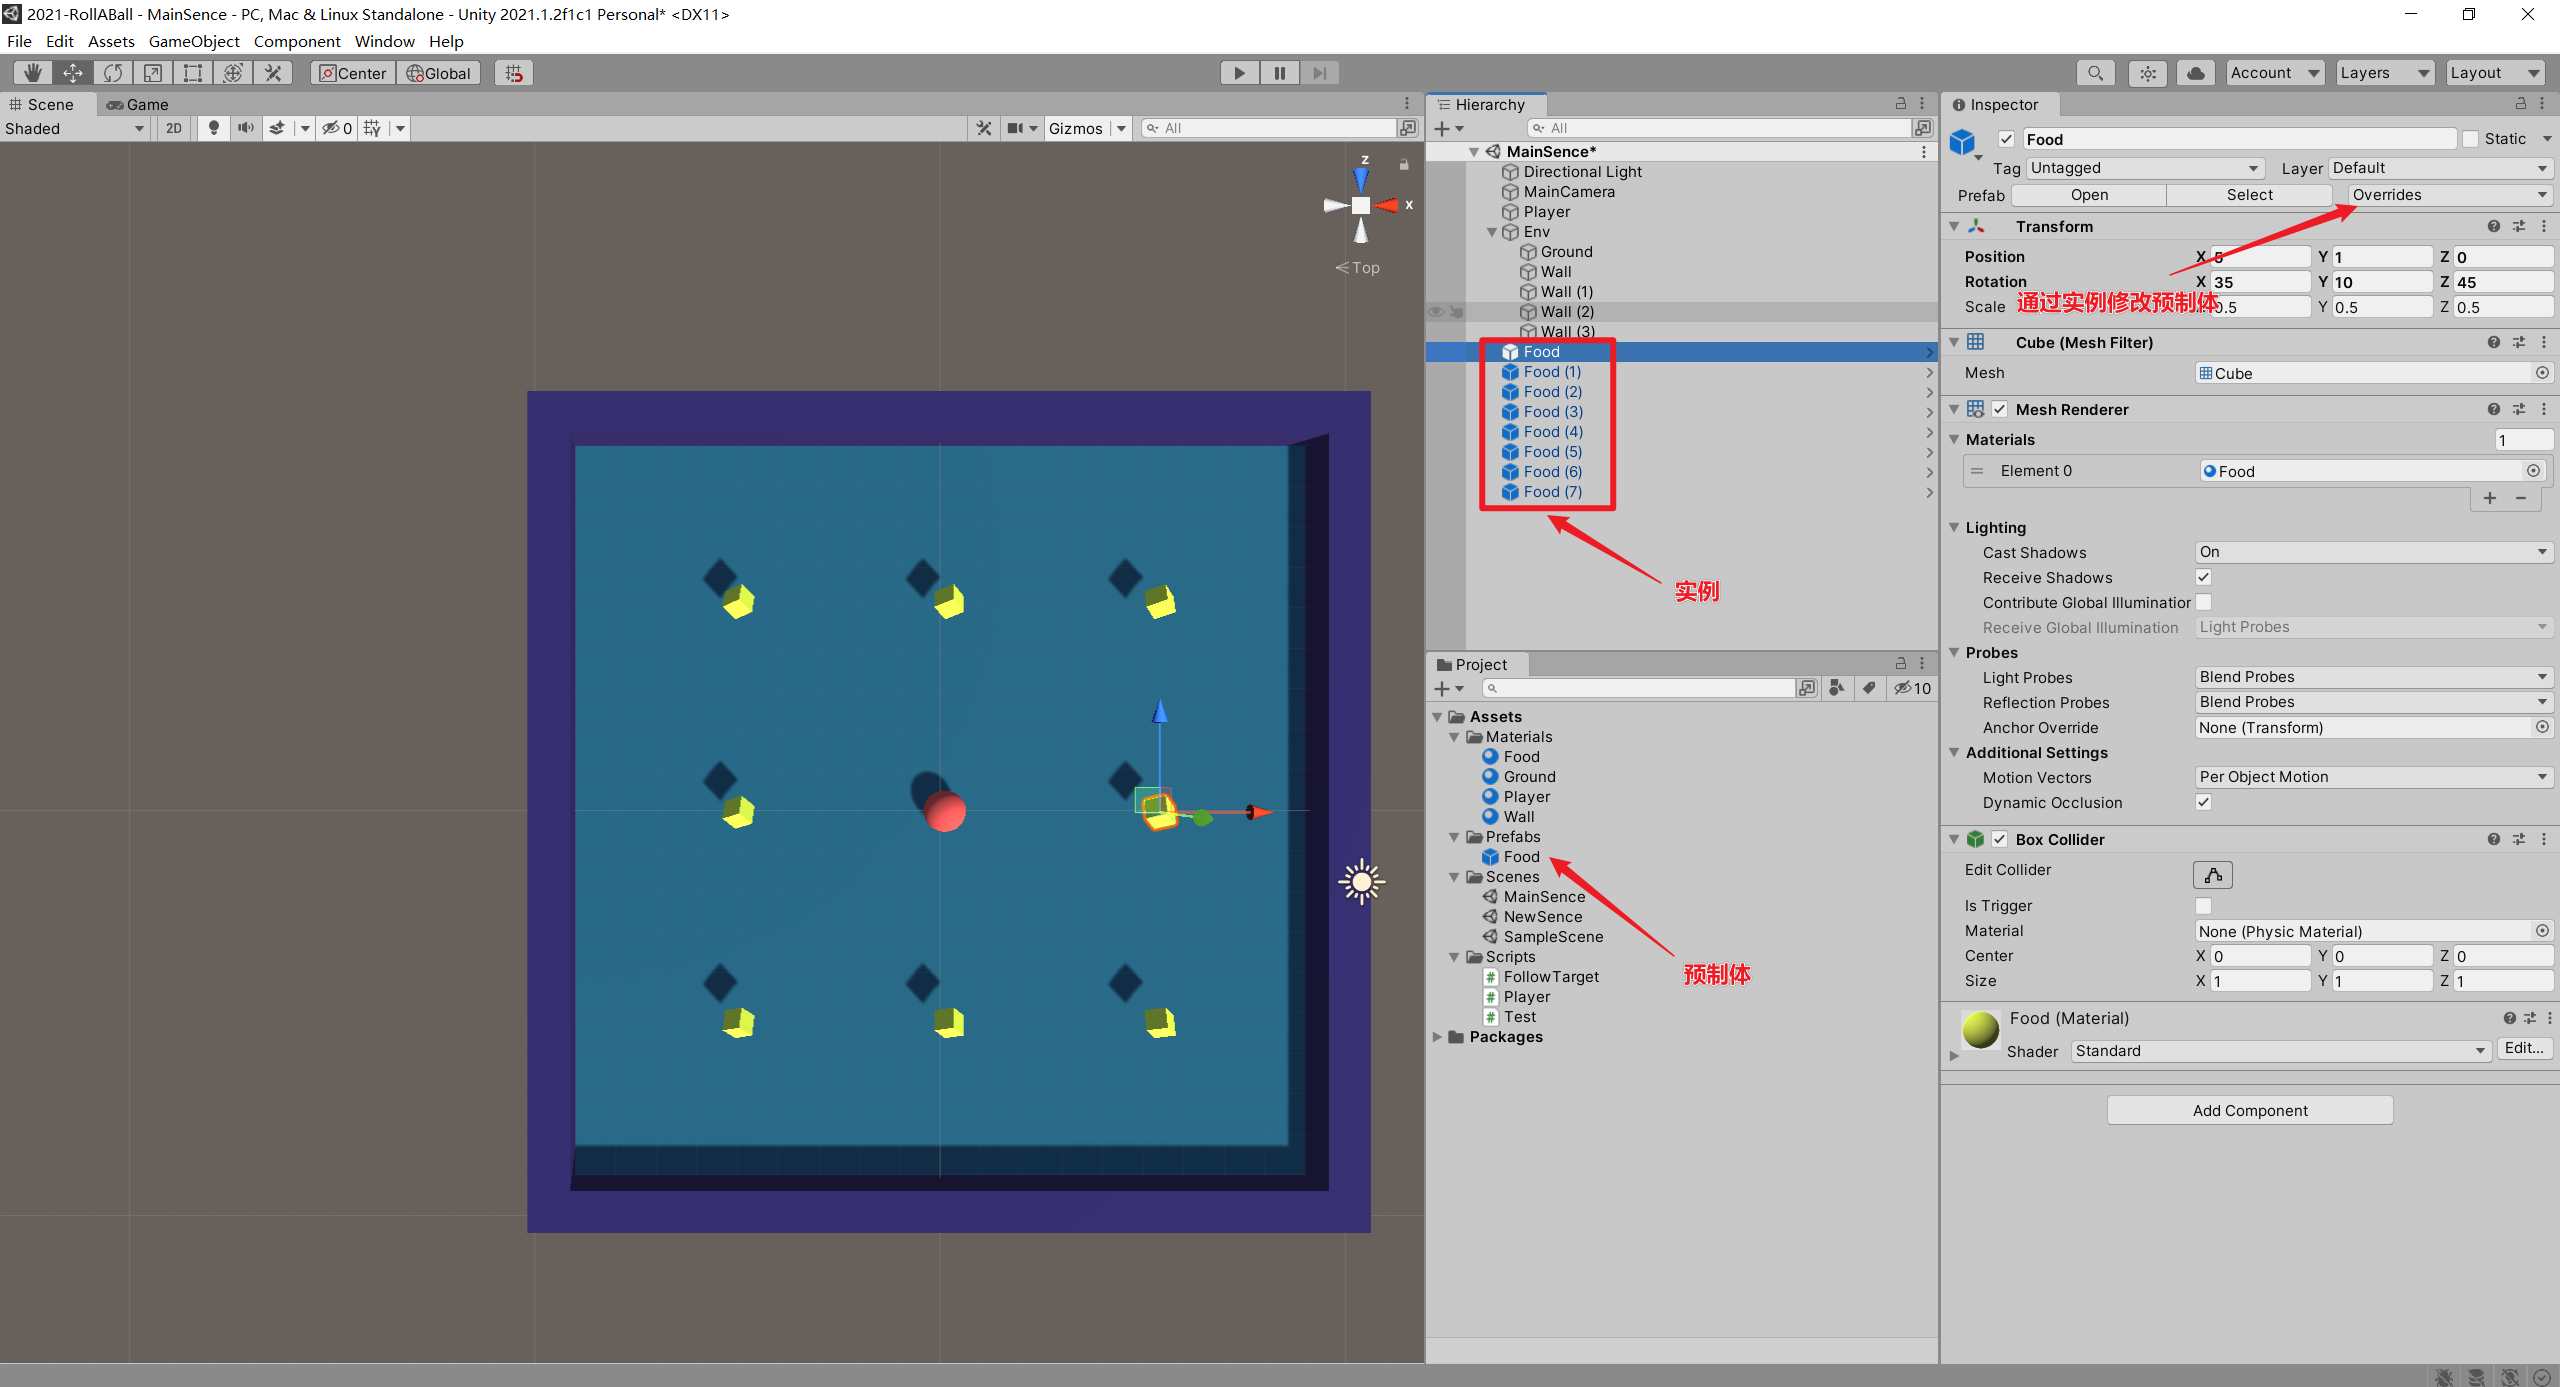 2021-RollABall - MainSence - PC, Mac & Linux Standalone - Unity 2021.1.2f1c1 Personal* <DX11>
File Edit Assets GameObject Component Window Help
Center Global Account Layers Layout
Scene Game
Shaded 2D 0 Gizmos All
z
x
Top
Hierarchy
All
MainSence*
Directional Light
MainCamera
Player
Env
Ground
Wall
Wall (1)
Wall (2)
Wall (3)
Food
Food (1)
Food (2)
Food (3)
Food (4)
Food (5)
Food (6)
Food (7)
实例
Project
10
Assets
Materials
Food
Ground
Player
Wall
Prefabs
Food
Scenes
MainSence
NewSence
SampleScene
预制体
Scripts
FollowTarget
Player
Test
Packages
Inspector
Food Static
Tag Untagged Layer Default
Prefab Open Select Overrides
Transform
Position X 5 Y 1 Z 0
Rotation X 35 Y 10 Z 45
通过实例修改预制体
Scale 0.5 Y 0.5 Z 0.5
Cube (Mesh Filter)
Mesh Cube
Mesh Renderer
Materials 1
Element 0 Food
Lighting
Cast Shadows On
Receive Shadows
Contribute Global Illumination
Receive Global Illumination Light Probes
Probes
Light Probes Blend Probes
Reflection Probes Blend Probes
Anchor Override None (Transform)
Additional Settings
Motion Vectors Per Object Motion
Dynamic Occlusion
Box Collider
Edit Collider
Is Trigger
Material None (Physic Material)
Center X 0 Y 0 Z 0
Size X 1 Y 1 Z 1
Food (Material)
Shader Standard Edit...
Add Component